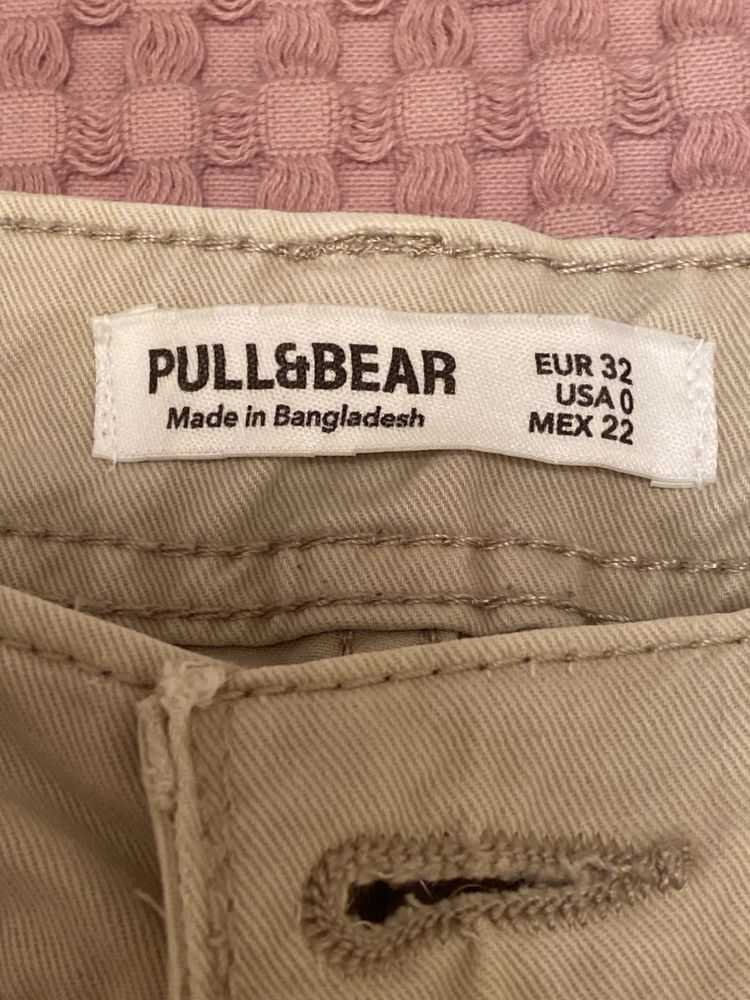 PULL&BEAR
Made in Bangladesh
EUR 32
USA 0
MEX 22